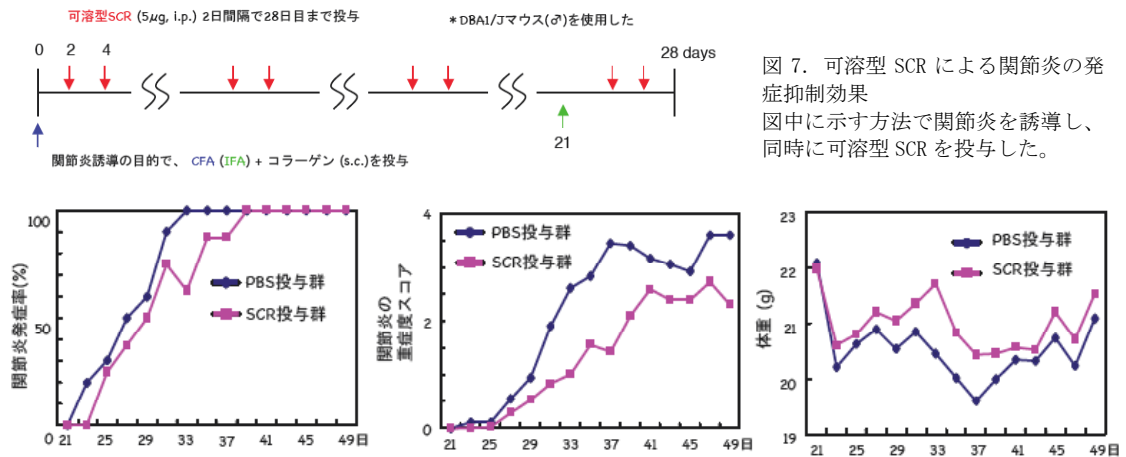 可溶型SCR (5μg, i.p.) 2日間隔で28日目まで投与
*DBA1/Jマウス(♂)を使用した
0 2 4
28 days
21
関節炎誘導の目的で、 CFA (IFA) + コラーゲン (s.c.)を投与
図 7. 可溶型 SCR による関節炎の発
症抑制効果
図中に示す方法で関節炎を誘導し、
同時に可溶型 SCR を投与した。
関節炎発症率(%)
100
50
0
PBS投与群
SCR投与群
21 25 29 33 37 41 45 49日
関節炎の
重症度スコア
4
2
0
PBS投与群
SCR投与群
21 25 29 33 37 41 45 49日
体重 (g)
23
22
21
20
19
PBS投与群
SCR投与群
21 25 29 33 37 41 45 49日